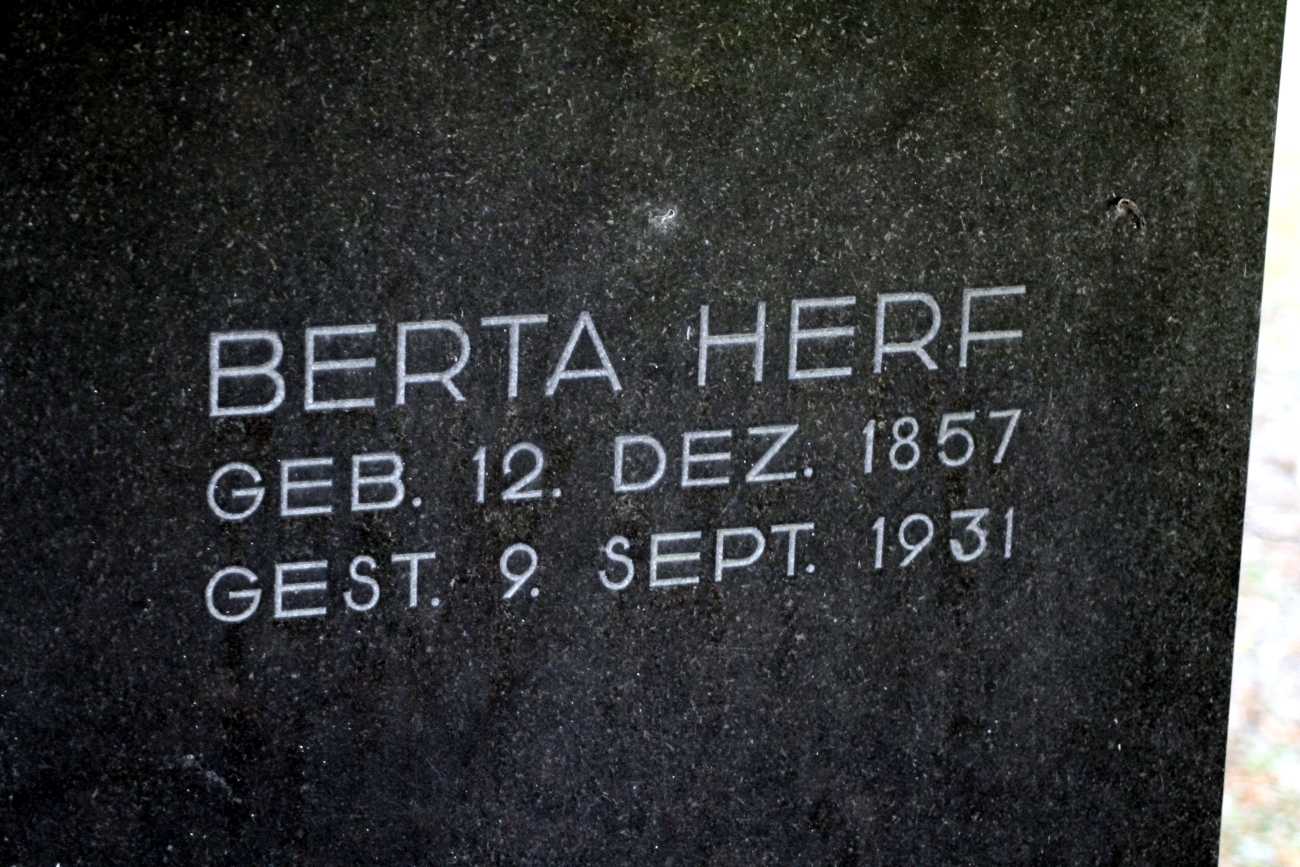 BERTA HERF
GEB. 12. DEZ. 1857
GEST. 9. SEPT. 1931